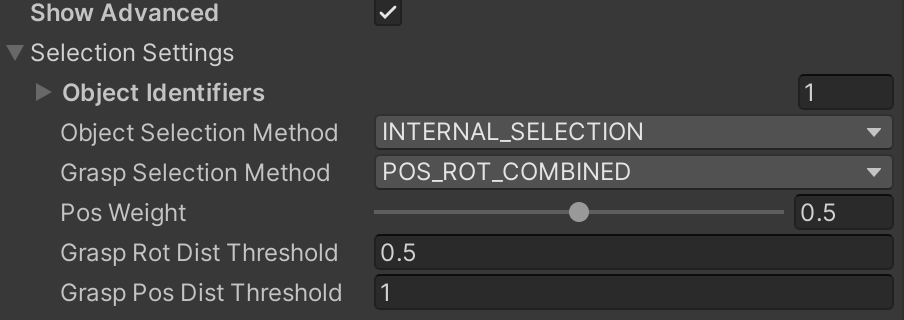 Show Advanced
Selection Settings
Object Identifiers 1
Object Selection Method INTERNAL_SELECTION
Grasp Selection Method POS_ROT_COMBINED
Pos Weight 0.5
Grasp Rot Dist Threshold 0.5
Grasp Pos Dist Threshold 1